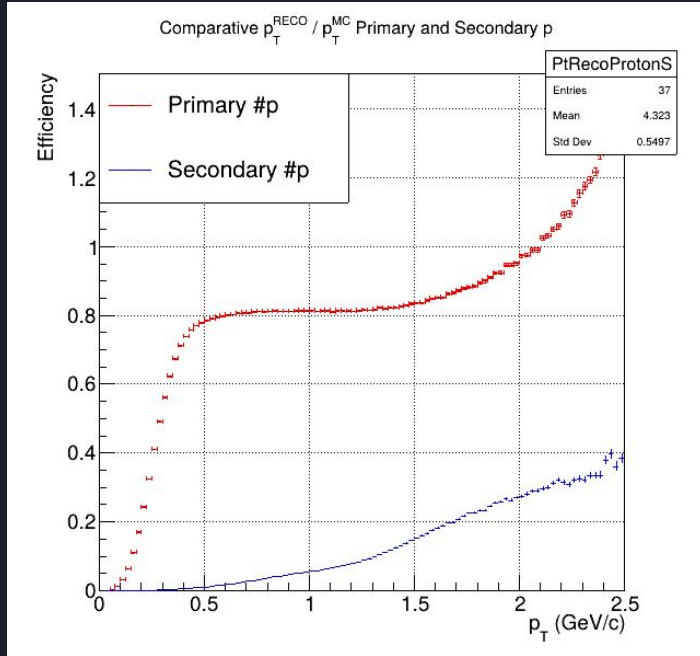 Comparative p_T^RECO / p_T^MC Primary and Secondary p
PtRecoProtonS
Entries 37
Mean 4.323
Std Dev 0.5497
Primary #p
Secondary #p
Efficiency
1.4
1.2
1
0.8
0.6
0.4
0.2
0
0 0.5 1 1.5 2 2.5
p_T (GeV/c)